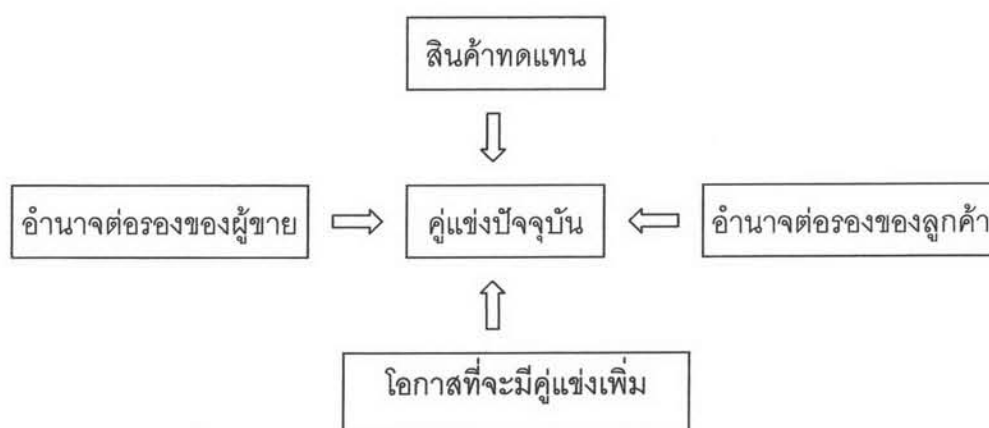 สินค้าทดแทน
อำนาจต่อรองของผู้ขาย
คู่แข่งปัจจุบัน
อำนาจต่อรองของลูกค้า
โอกาสที่จะมีคู่แข่งเพิ่ม